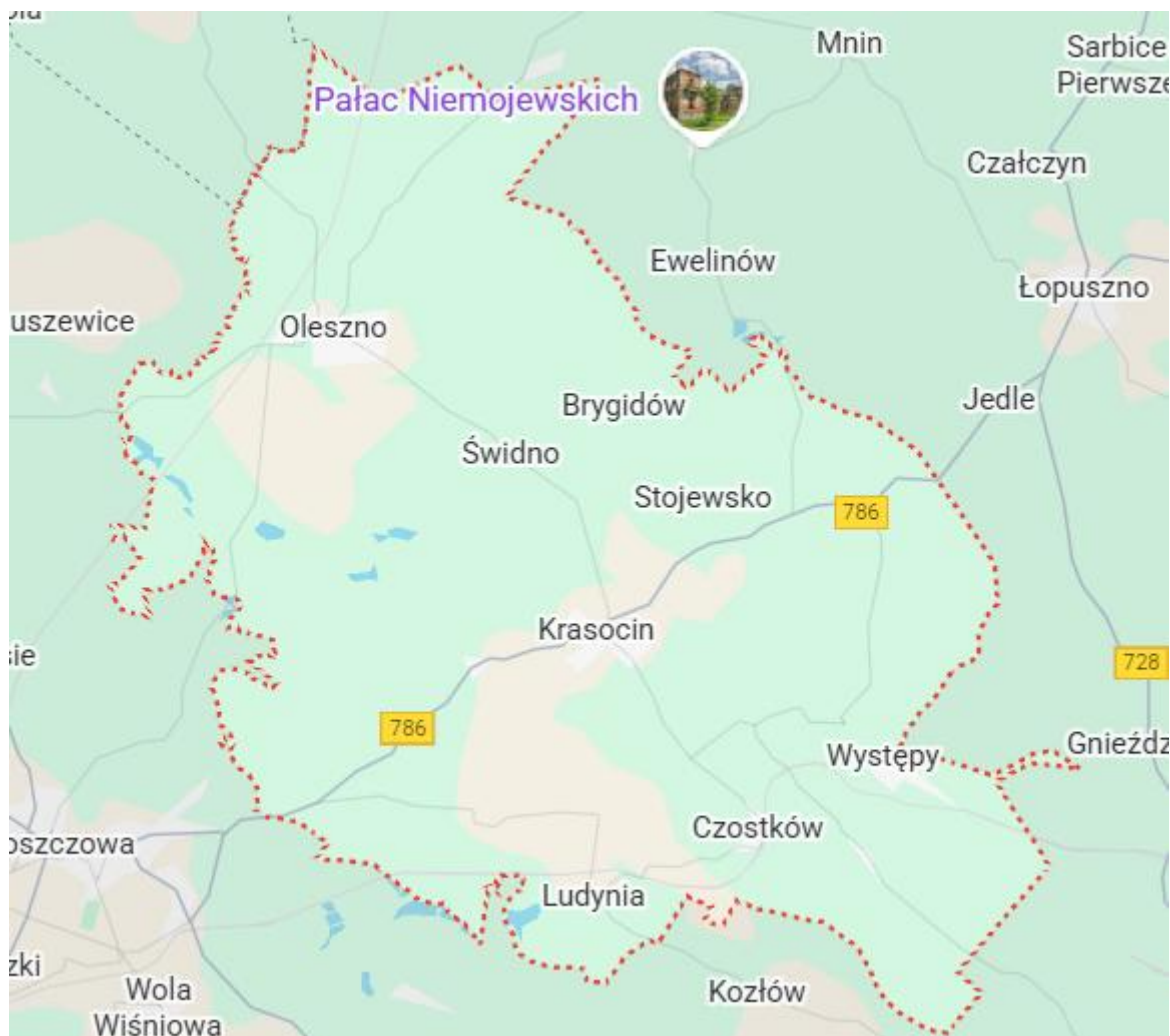 Mnin
Sarbice
Pierwsze
Pałac Niemojewskich
Czałczyn
Ewelinów
Łopuszno
uszewice
Oleszno
Jedle
Brygidów
Świdno
Stojewsko
786
Krasocin
sie
728
786
Gnieźdz
Występy
Czostków
oszczowa
Ludynia
zki
Wola
Wiśniowa
Kozłów